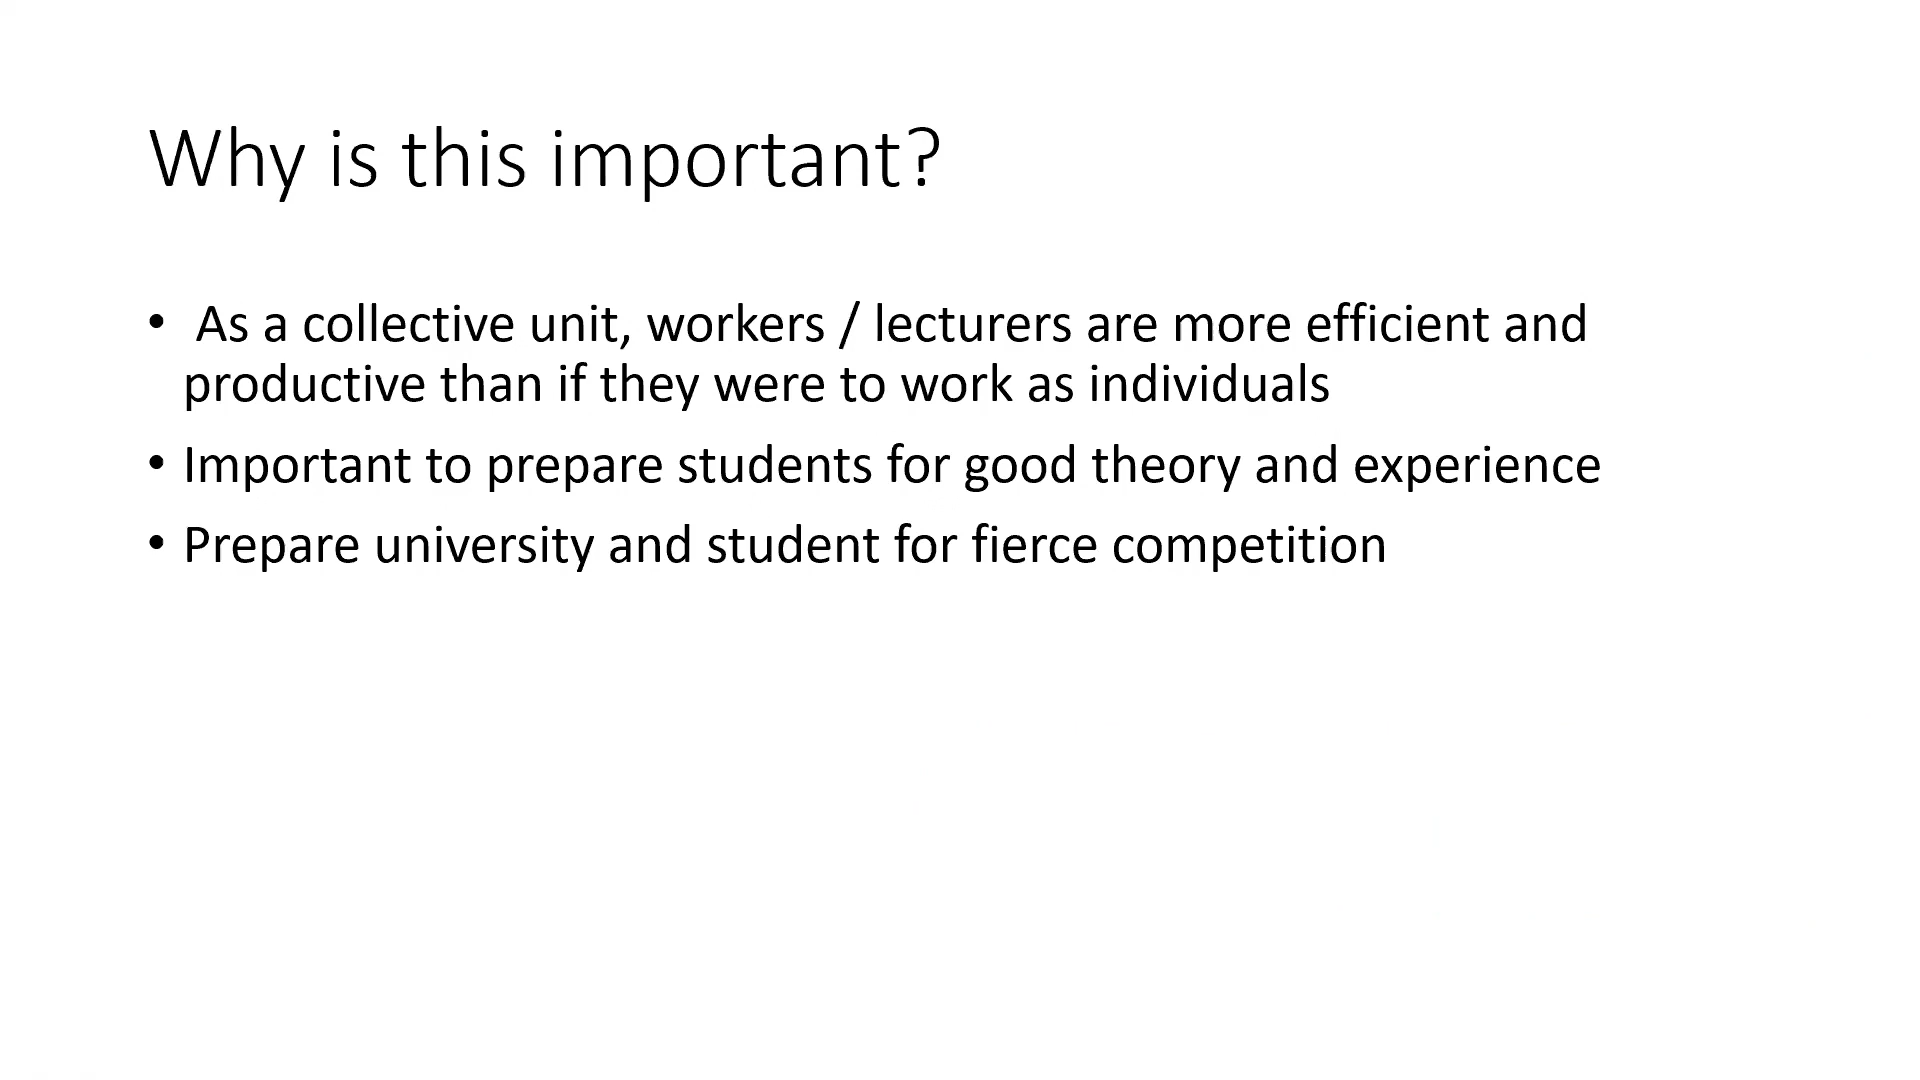 Why is this important?
• As a collective unit, workers / lecturers are more efficient and
productive than if they were to work as individuals
• Important to prepare students for good theory and experience
• Prepare university and student for fierce competition